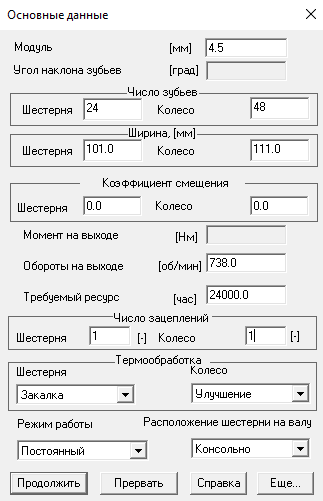 Основные данные
Модуль [мм] 4.5
Угол наклона зубьев [град]
Число зубьев
Шестерня 24 Колесо 48
Ширина, [мм]
Шестерня 101.0 Колесо 111.0
Коэффициент смещения
Шестерня 0.0 Колесо 0.0
Момент на выходе [Нм]
Обороты на выходе [об/мин] 738.0
Требуемый ресурс [час] 24000.0
Число зацеплений
Шестерня 1 [-] Колесо 1 [-]
Термообработка
Шестерня Колесо
Закалка Улучшение
Режим работы Расположение шестерни на валу
Постоянный Консольно
Продолжить Прервать Справка Еще...